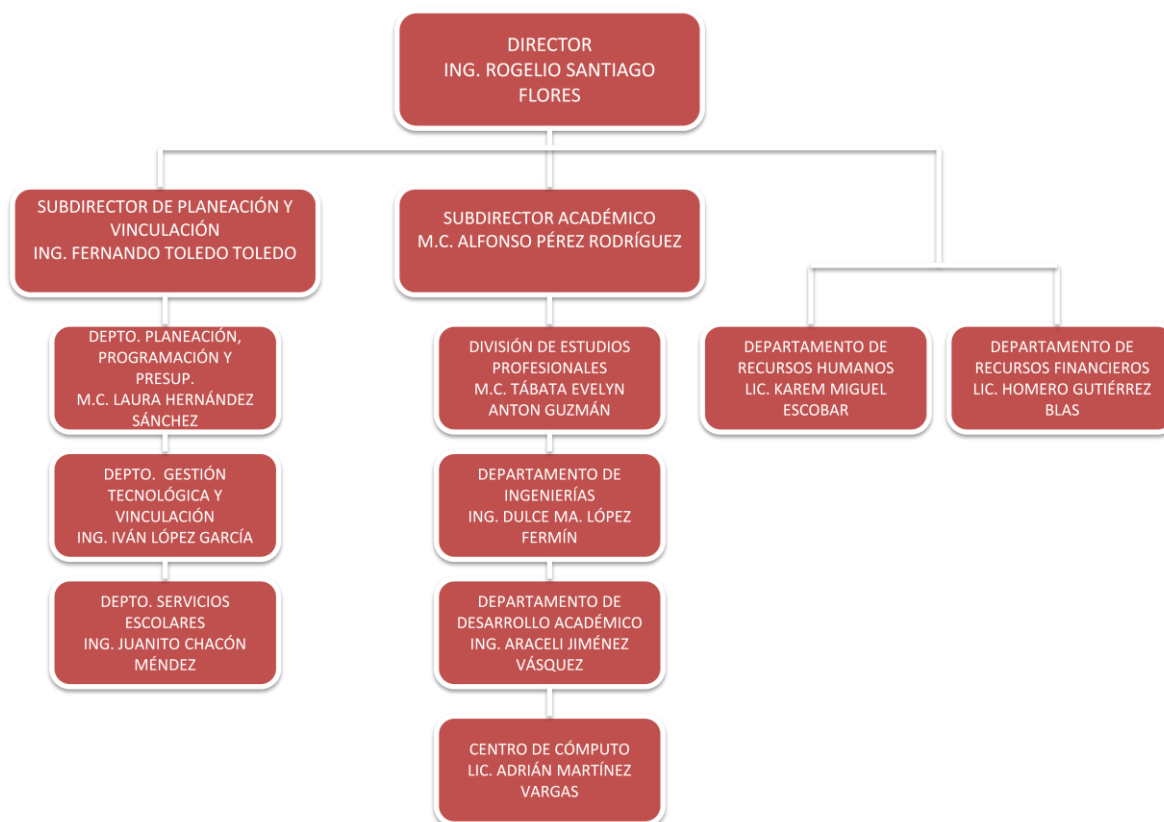 DIRECTOR
ING. ROGELIO SANTIAGO
FLORES
SUBDIRECTOR DE PLANEACIÓN Y
VINCULACIÓN
ING. FERNANDO TOLEDO TOLEDO
SUBDIRECTOR ACADÉMICO
M.C. ALFONSO PÉREZ RODRÍGUEZ
DEPTO. PLANEACIÓN,
PROGRAMACIÓN Y
PRESUP.
M.C. LAURA HERNÁNDEZ
SÁNCHEZ
DIVISIÓN DE ESTUDIOS
PROFESIONALES
M.C. TÁBATA EVELYN
ANTON GUZMÁN
DEPARTAMENTO DE
RECURSOS HUMANOS
LIC. KAREM MIGUEL
ESCOBAR
DEPARTAMENTO DE
RECURSOS FINANCIEROS
LIC. HOMERO GUTIÉRREZ
BLAS
DEPTO. GESTIÓN
TECNOLÓGICA Y
VINCULACIÓN
ING. IVÁN LÓPEZ GARCÍA
DEPARTAMENTO DE
INGENIERÍAS
ING. DULCE MA. LÓPEZ
FERMÍN
DEPTO. SERVICIOS
ESCOLARES
ING. JUANITO CHACÓN
MÉNDEZ
DEPARTAMENTO DE
DESARROLLO ACADÉMICO
ING. ARACELI JIMÉNEZ
VÁSQUEZ
CENTRO DE CÓMPUTO
LIC. ADRIÁN MARTÍNEZ
VARGAS